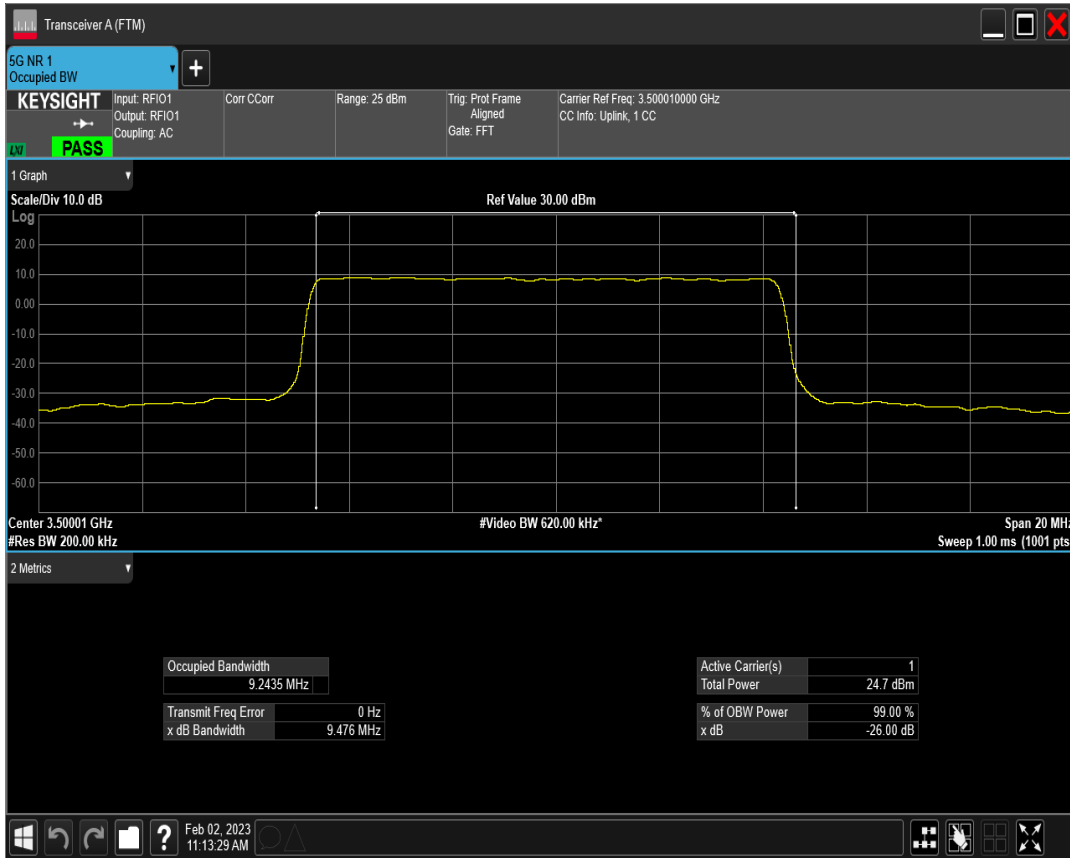 Transceiver A (FTM)
5G NR 1
Occupied BW
+
KEYSIGHT
LXI
PASS
Input: RFIO1
Output: RFIO1
Coupling: AC
Corr CCorr
Range: 25 dBm
Trig: Prot Frame
Aligned
Gate: FFT
Carrier Ref Freq: 3.500010000 GHz
CC Info: Uplink, 1 CC
1 Graph
Scale/Div 10.0 dB
Ref Value 30.00 dBm
Log
20.0
10.0
0.00
-10.0
-20.0
-30.0
-40.0
-50.0
-60.0
Center 3.50001 GHz
#Video BW 620.00 kHz*
Span 20 MHz
#Res BW 200.00 kHz
Sweep 1.00 ms (1001 pts
2 Metrics
Occupied Bandwidth
9.2435 MHz
Transmit Freq Error 0 Hz
x dB Bandwidth 9.476 MHz
Active Carrier(s) 1
Total Power 24.7 dBm
% of OBW Power 99.00 %
x dB -26.00 dB
?
Feb 02, 2023
11:13:29 AM